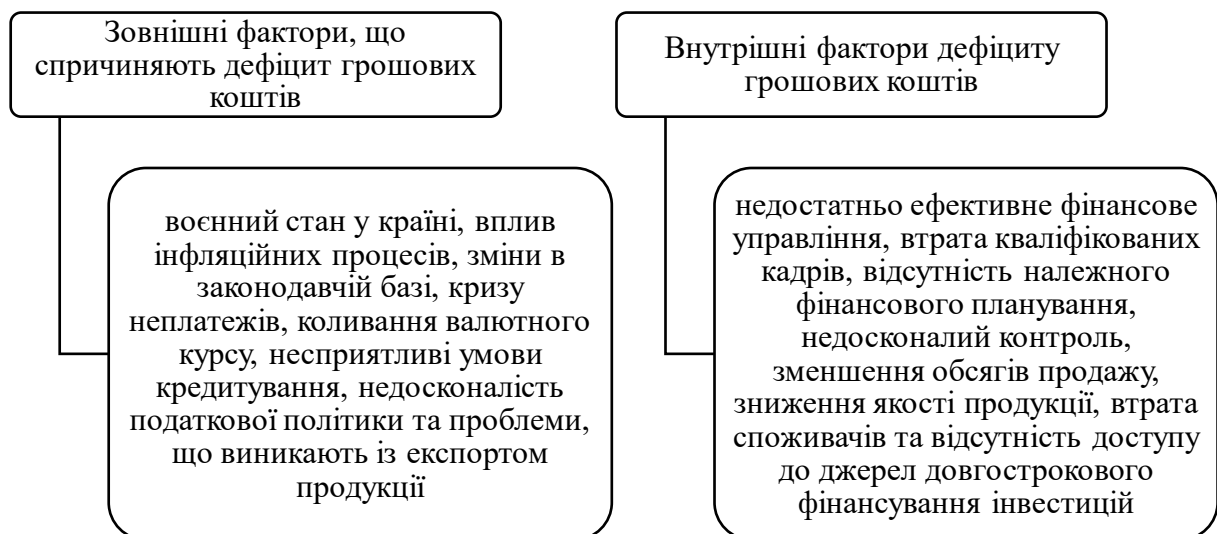 Зовнішні фактори, що
спричиняють дефіцит грошових
коштів
воєнний стан у країні, вплив
інфляційних процесів, зміни в
законодавчій базі, кризу
неплатежів, коливання валютного
курсу, несприятливі умови
кредитування, недосконалість
податкової політики та проблеми,
що виникають із експортом
продукції
Внутрішні фактори дефіциту
грошових коштів
недостатньо ефективне фінансове
управління, втрата кваліфікованих
кадрів, відсутність належного
фінансового планування,
недосконалий контроль,
зменшення обсягів продажу,
зниження якості продукції, втрата
споживачів та відсутність доступу
до джерел довгострокового
фінансування інвестицій